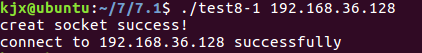 kjx@ubuntu:~/7/7.1$ ./test8-1 192.168.36.128
creat socket success!
connect to 192.168.36.128 successfully